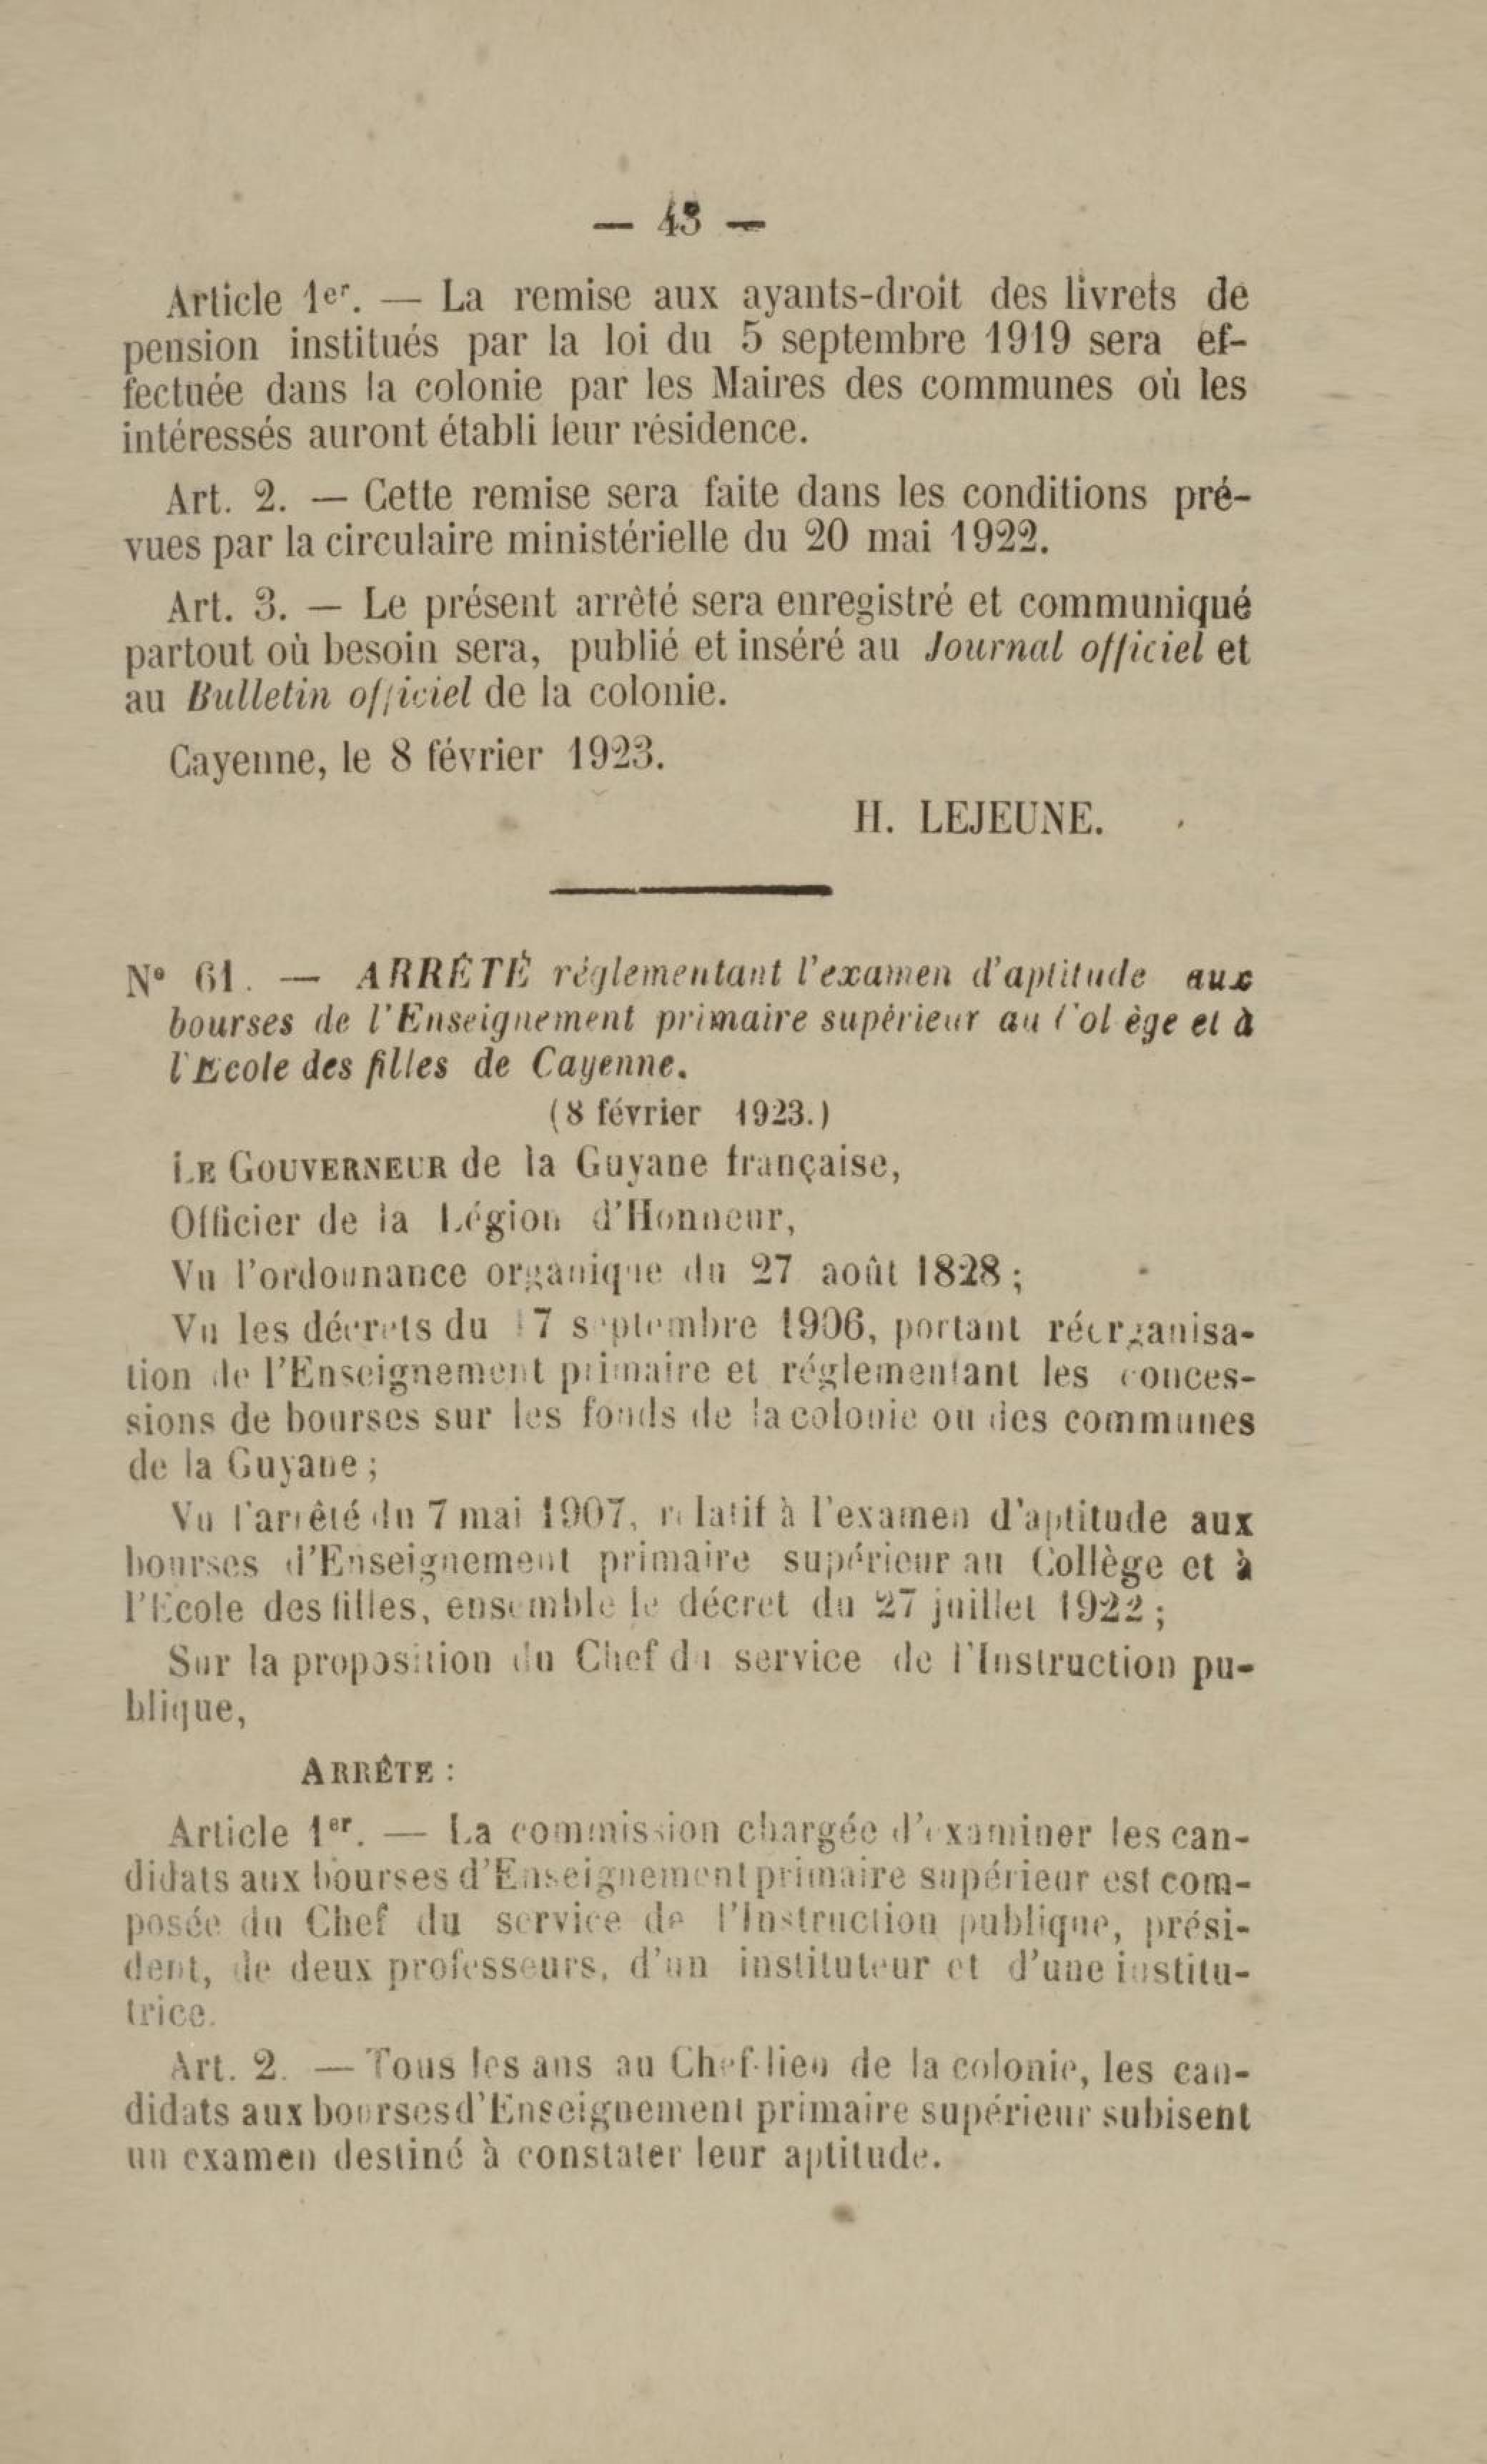 — 43 —
Article 1er. — La remise aux ayants-droit des livrets de
pension institués par la loi du 5 septembre 1919 sera ef-
fectuée dans la colonie par les Maires des communes où les
intéressés auront établi leur résidence.
Art. 2. — Cette remise sera faite dans les conditions pré-
vues par la circulaire ministérielle du 20 mai 1922.
Art. 3. — Le présent arrêté sera enregistré et communiqué
partout où besoin sera, publié et inséré au Journal officiel et
au Bulletin officiel de la colonie.
Cayenne, le 8 février 1923.
H. LEJEUNE.
N° 61. — ARRÊTÉ réglementant l'examen d'aptitude aux
bourses de l'Enseignement primaire supérieur au Collège et à
l'Ecole des filles de Cayenne.
(8 février 1923.)
LE GOUVERNEUR de la Guyane française,
Officier de la Légion d'Honneur,
Vu l'ordonnance organique du 27 août 1828;
Vu les décrets du 7 septembre 1906, portant réorganisa-
tion de l'Enseignement primaire et réglementant les conces-
sions de bourses sur les fonds de la colonie ou des communes
de la Guyane;
Vu l'arrêté du 7 mai 1907, relatif à l'examen d'aptitude aux
bourses d'Enseignement primaire supérieur au Collège et à
l'Ecole des filles, ensemble le décret du 27 juillet 1922;
Sur la proposition du Chef du service de l'Instruction pu-
blique,
ARRÊTE :
Article 1er. — La commission chargée d'examiner les can-
didats aux bourses d'Enseignement primaire supérieur est com-
posée du Chef du service de l'Instruction publique, prési-
dent, de deux professeurs, d'un instituteur et d'une institu-
trice.
Art. 2. — Tous les ans au Chef-lieu de la colonie, les can-
didats aux bourses d'Enseignement primaire supérieur subisent
un examen destiné à constater leur aptitude.